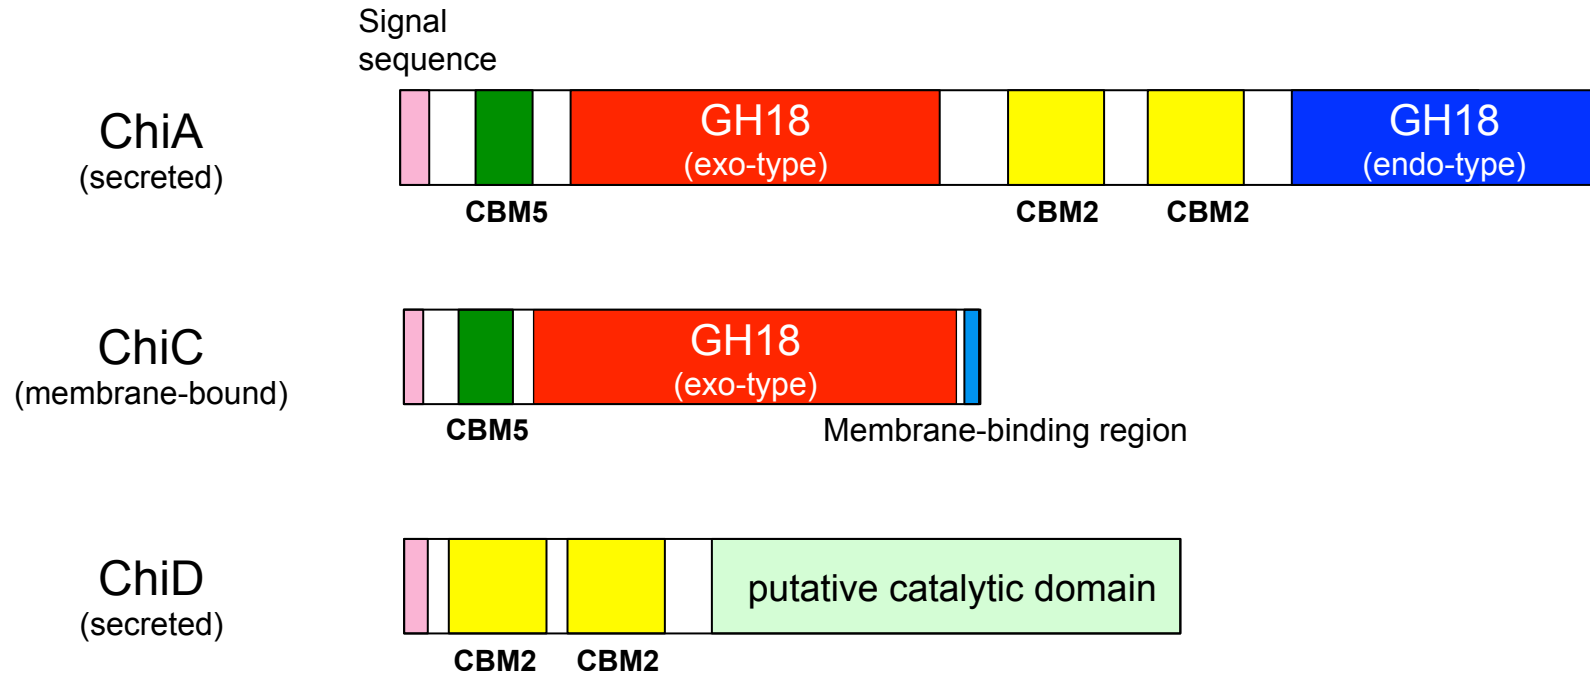 Signal
sequence
ChiA
(secreted)
GH18
(exo-type)
GH18
(endo-type)
CBM5
CBM2
CBM2
ChiC
(membrane-bound)
GH18
(exo-type)
CBM5
Membrane-binding region
ChiD
(secreted)
putative catalytic domain
CBM2
CBM2